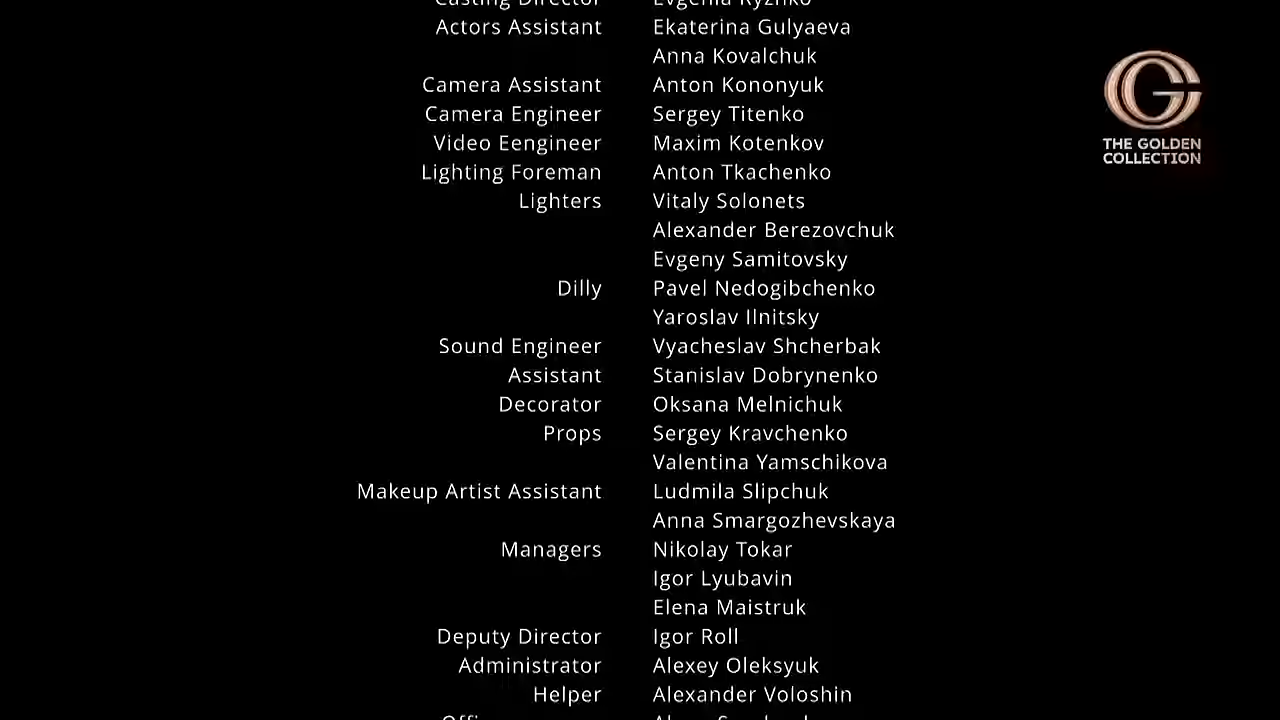 Casting Director Evgenia Ryzhko
Actors Assistant Ekaterina Gulyaeva
Anna Kovalchuk
Camera Assistant Anton Kononyuk
Camera Engineer Sergey Titenko
Video Eengineer Maxim Kotenkov
Lighting Foreman Anton Tkachenko
Lighters Vitaly Solonets
Alexander Berezovchuk
Evgeny Samitovsky
Dilly Pavel Nedogibchenko
Yaroslav Ilnitsky
Sound Engineer Vyacheslav Shcherbak
Assistant Stanislav Dobrynenko
Decorator Oksana Melnichuk
Props Sergey Kravchenko
Valentina Yamschikova
Makeup Artist Assistant Ludmila Slipchuk
Anna Smargozhevskaya
Managers Nikolay Tokar
Igor Lyubavin
Elena Maistruk
Deputy Director Igor Roll
Administrator Alexey Oleksyuk
Helper Alexander Voloshin
THE GOLDEN
COLLECTION